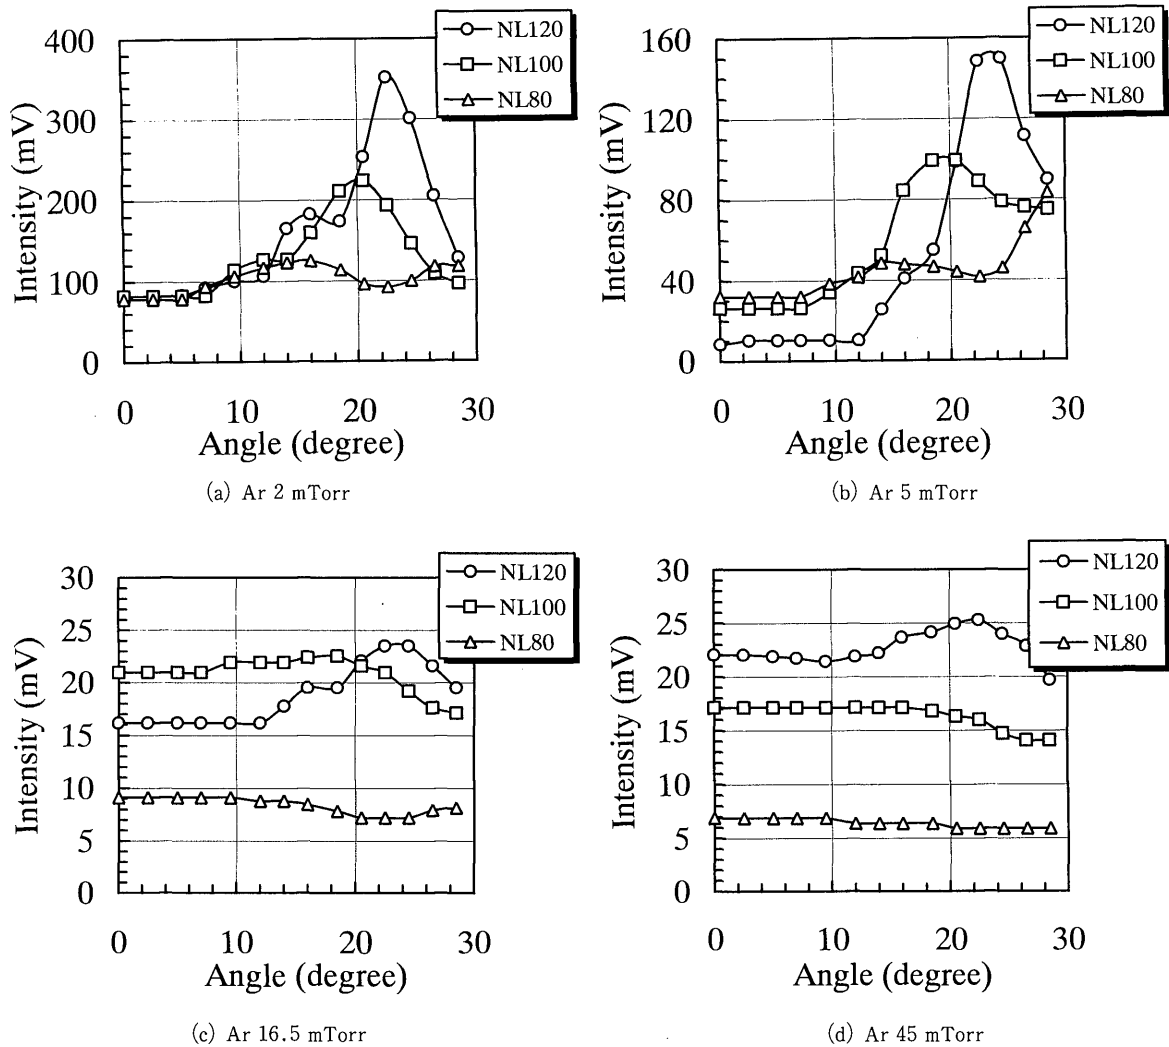 NL120
NL100
NL80
Intensity (mV)
400
300
200
100
0
0 10 20 30
Angle (degree)
(a) Ar 2 mTorr
NL120
NL100
NL80
Intensity (mV)
160
120
80
40
0
0 10 20 30
Angle (degree)
(b) Ar 5 mTorr
NL120
NL100
NL80
Intensity (mV)
30
25
20
15
10
5
0
0 10 20 30
Angle (degree)
(c) Ar 16.5 mTorr
NL120
NL100
NL80
Intensity (mV)
30
25
20
15
10
5
0
0 10 20 30
Angle (degree)
(d) Ar 45 mTorr